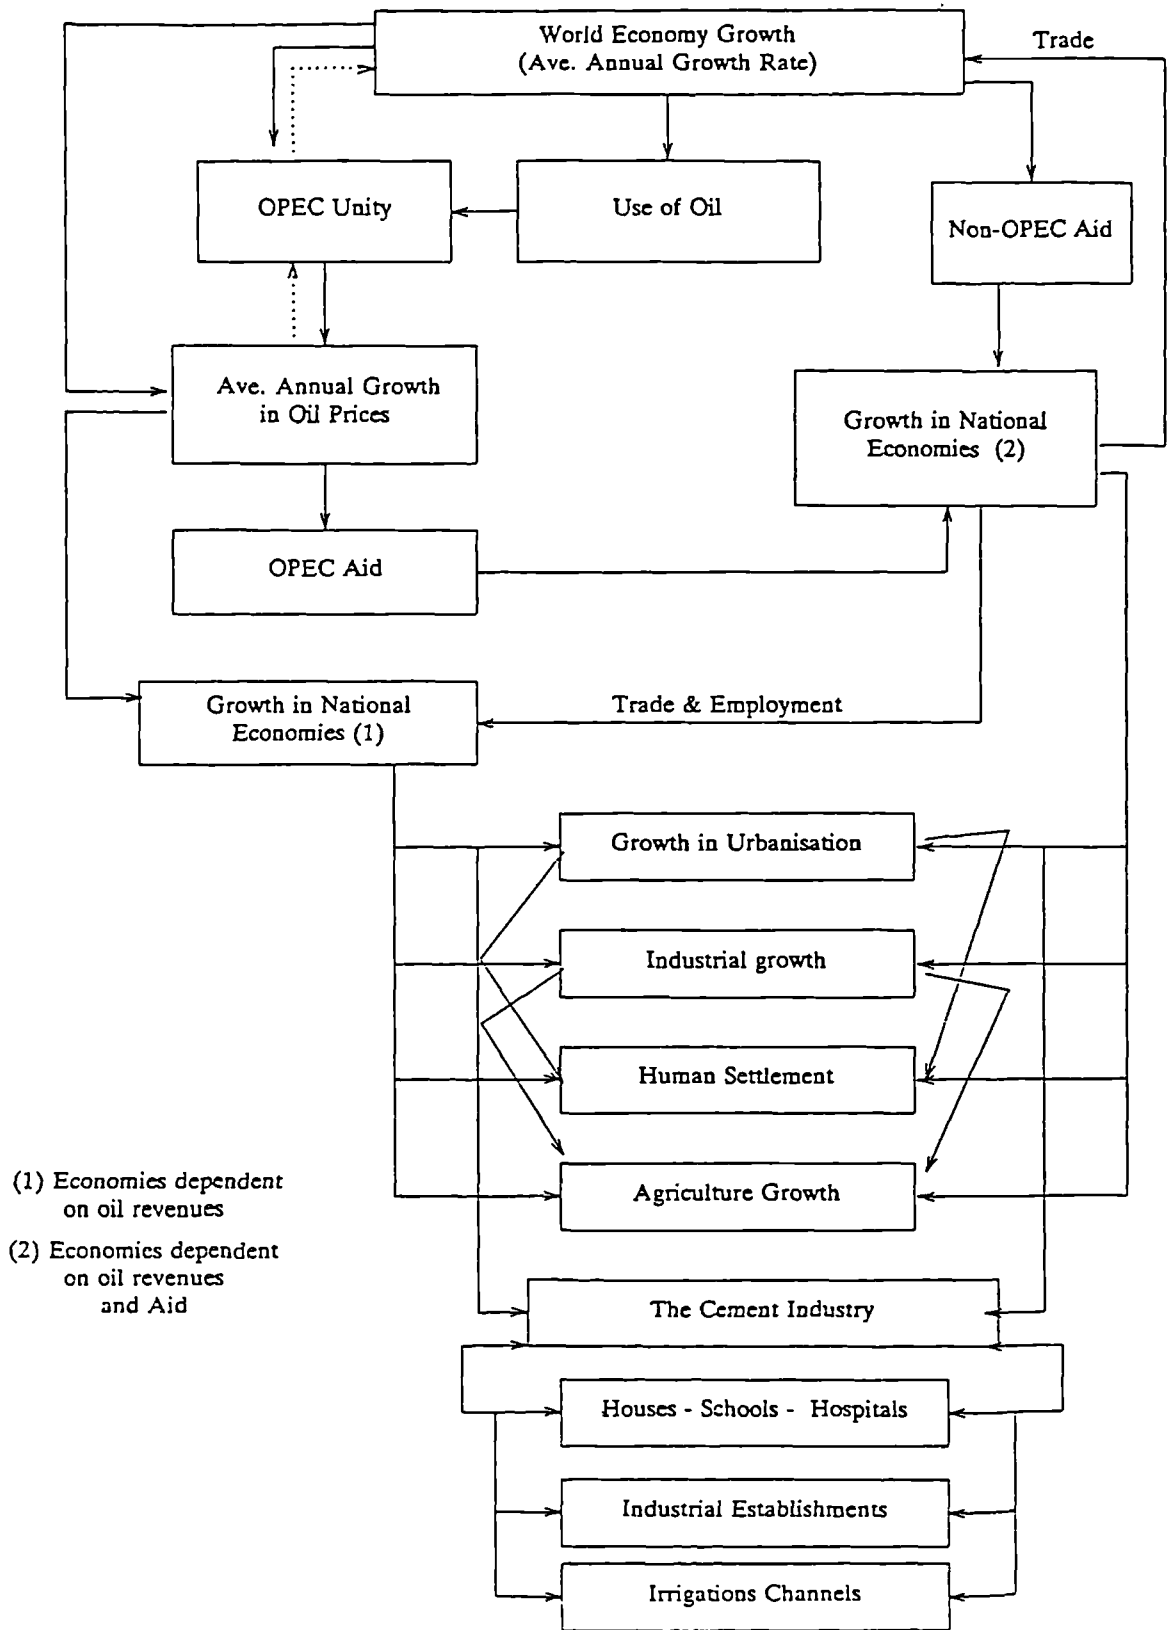 World Economy Growth
(Ave. Annual Growth Rate)
Trade
OPEC Unity
Use of Oil
Non-OPEC Aid
Ave. Annual Growth
in Oil Prices
Growth in National
Economies (2)
OPEC Aid
Growth in National
Economies (1)
Trade & Employment
Growth in Urbanisation
Industrial growth
Human Settlement
Agriculture Growth
(1) Economies dependent
on oil revenues
(2) Economies dependent
on oil revenues
and Aid
The Cement Industry
Houses - Schools - Hospitals
Industrial Establishments
Irrigations Channels